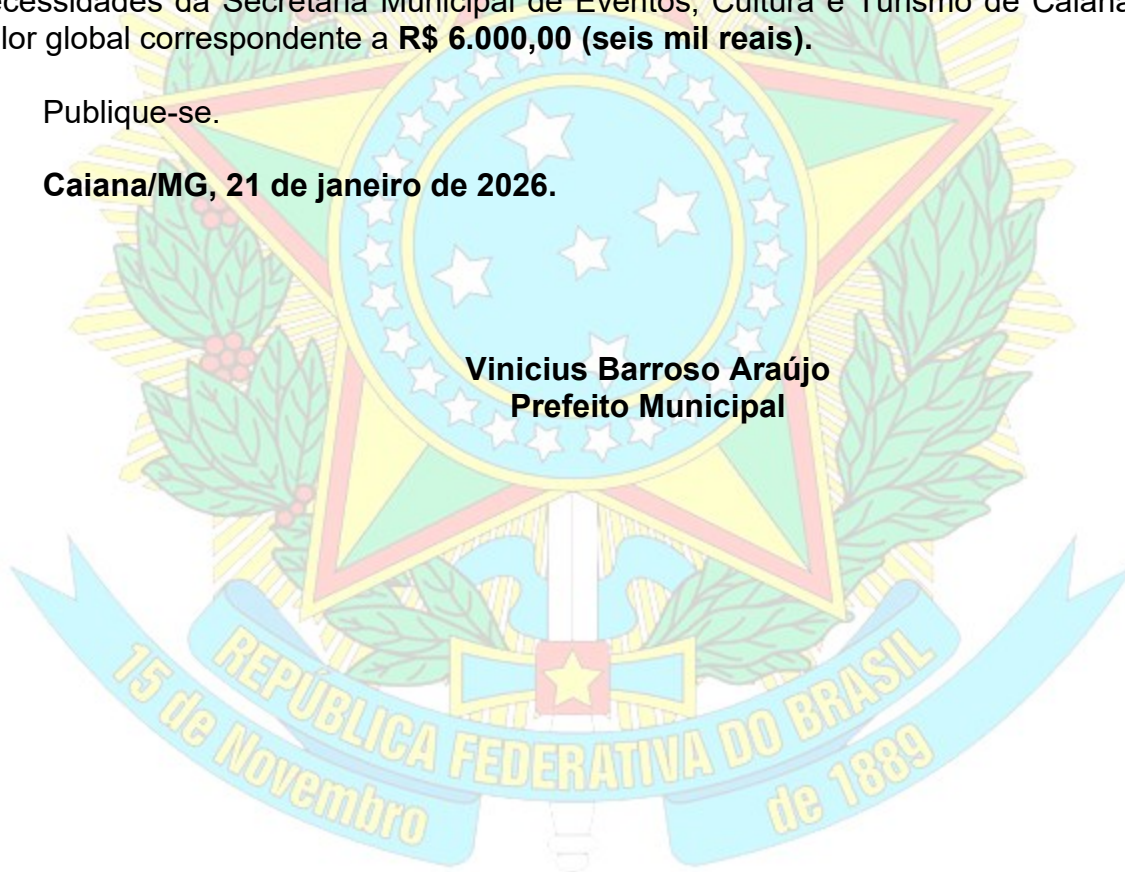 necessidades da Secretaria Municipal de Eventos, Cultura e Turismo de Caiana
lor global correspondente a R$ 6.000,00 (seis mil reais).
Publique-se.
Caiana/MG, 21 de janeiro de 2026.
Vinicius Barroso Araújo
Prefeito Municipal
REPÚBLICA FEDERATIVA DO BRASIL
15 de Novembro
de 1889